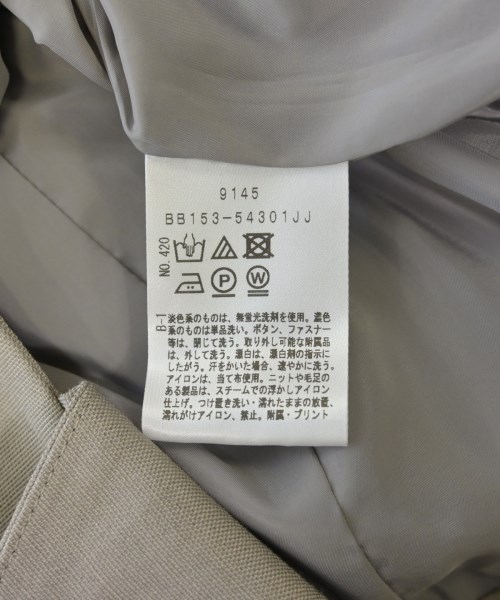 9145
BB153-54301JJ
NO.420
P W
B-1
淡色系のものは、無蛍光洗剤を使用。濃色
系のものは単品洗い。ボタン、ファスナー
等は、閉じて洗う。取り外し可能な附属品
は、外して洗う。漂白は、漂白剤の指示に
したがう。汗をかいた場合、速やかに洗う。
アイロンは、当て布使用。ニットや毛足の
ある製品は、スチームでの浮かしアイロン
仕上げ。つけ置き洗い・濡れたままの放置、
濡れがけアイロン、禁止。附属・プリント